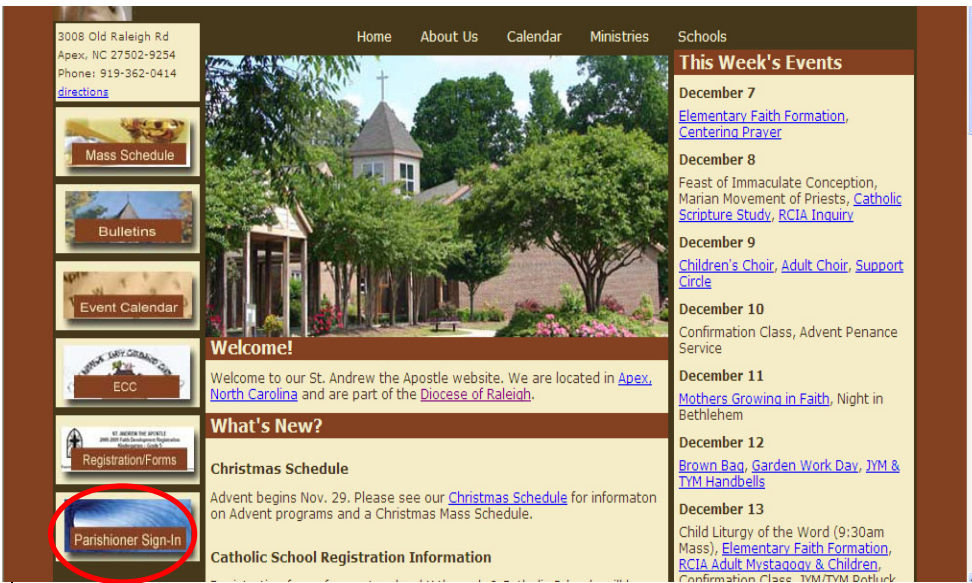 3008 Old Raleigh Rd
Apex, NC 27502-9254
Phone: 919-362-0414
directions
Mass Schedule
Bulletins
Event Calendar
ECC
ST. ANDREW THE APOSTLE
Registration/Forms
Parishioner Sign-In
Home About Us Calendar Ministries Schools
Welcome!
Welcome to our St. Andrew the Apostle website. We are located in Apex,
North Carolina and are part of the Diocese of Raleigh.
What's New?
Christmas Schedule
Advent begins Nov. 29. Please see our Christmas Schedule for informaton
on Advent programs and a Christmas Mass Schedule.
Catholic School Registration Information
This Week's Events
December 7
Elementary Faith Formation,
Centering Prayer
December 8
Feast of Immaculate Conception,
Marian Movement of Priests, Catholic
Scripture Study, RCIA Inquiry
December 9
Children's Choir, Adult Choir, Support
Circle
December 10
Confirmation Class, Advent Penance
Service
December 11
Mothers Growing in Faith, Night in
Bethlehem
December 12
Brown Bag, Garden Work Day, JYM &
TYM Handbells
December 13
Child Liturgy of the Word (9:30am
Mass), Elementary Faith Formation,
RCIA Adult Mystagogy & Children,
Confirmation Class, JYM/TYM Potluck